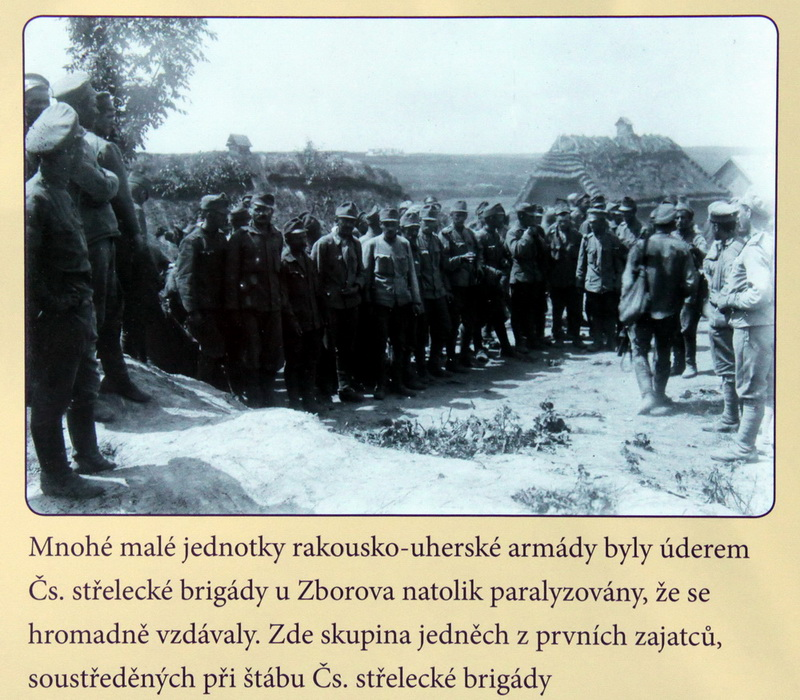 Mnohé malé jednotky rakousko-uherské armády byly úderem
Čs. střelecké brigády u Zborova natolik paralyzovány, že se
hromadně vzdávaly. Zde skupina jedněch z prvních zajatců,
soustředěných při štábu Čs. střelecké brigády